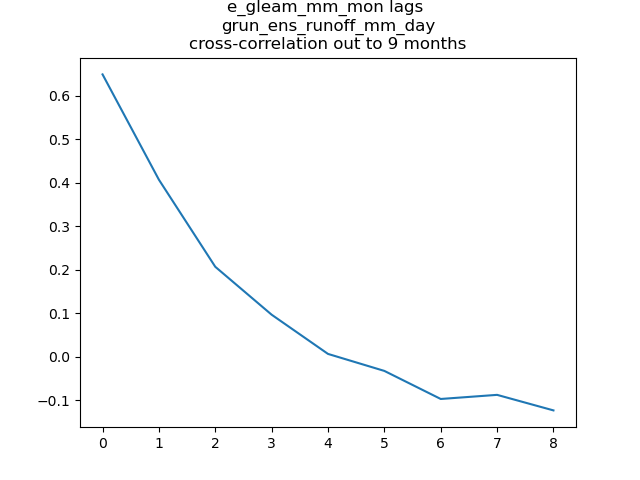 e_gleam_mm_mon lags
grun_ens_runoff_mm_day
cross-correlation out to 9 months
0.6
0.5
0.4
0.3
0.2
0.1
0.0
−0.1
0 1 2 3 4 5 6 7 8